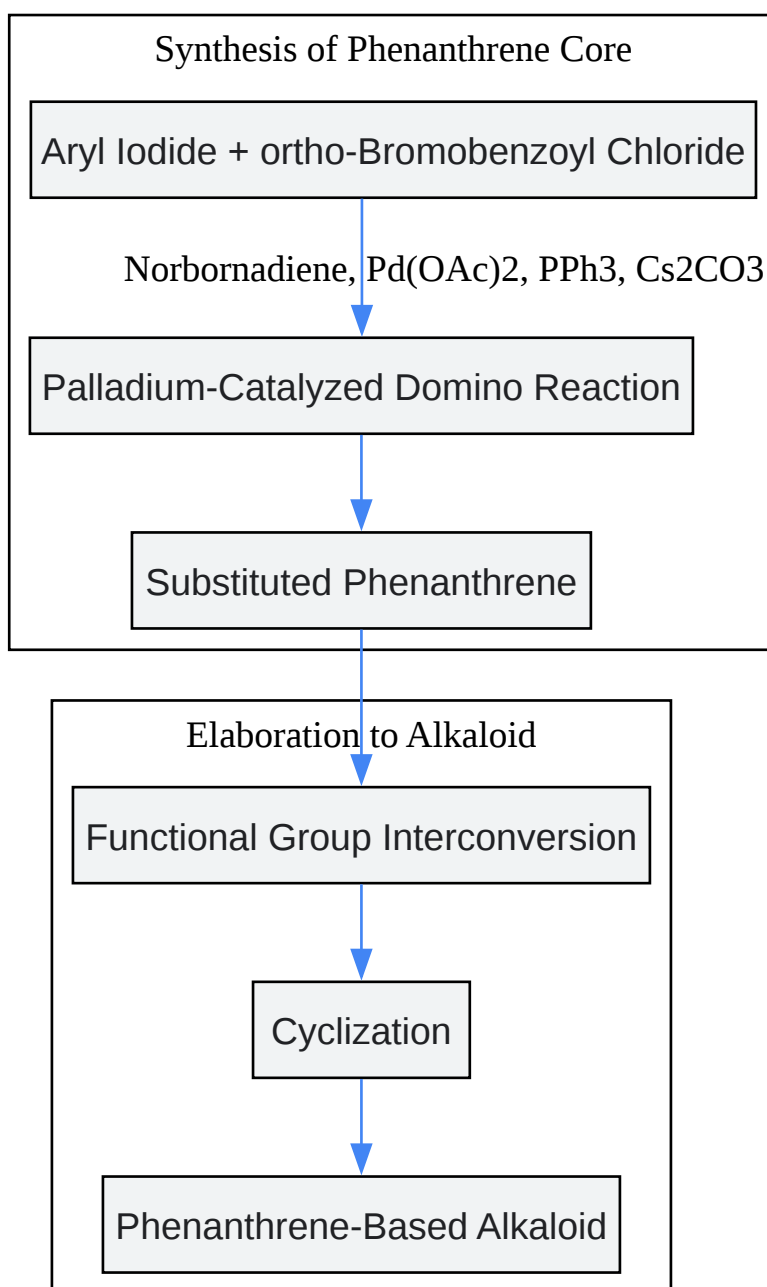 Synthesis of Phenanthrene Core
Aryl Iodide + ortho-Bromobenzoyl Chloride
Norbornadiene, Pd(OAc)2, PPh3, Cs2CO3
Palladium-Catalyzed Domino Reaction
Substituted Phenanthrene
Elaboration to Alkaloid
Functional Group Interconversion
Cyclization
Phenanthrene-Based Alkaloid